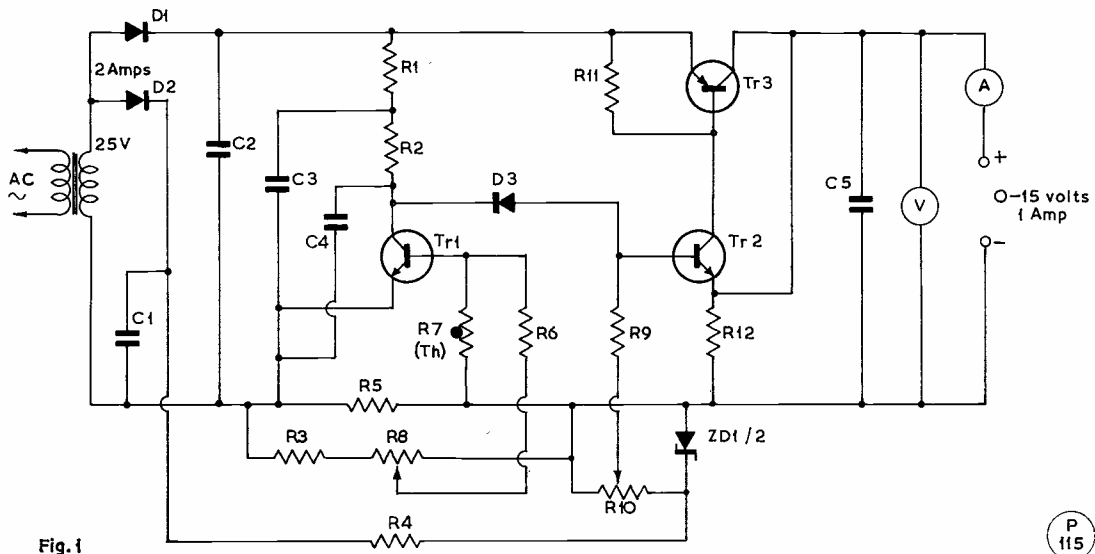 D1
2 Amps
D2
25V
AC
~
C1
C2
R1
R2
C3
C4
D3
Tr1
R7
(Th)
R6
R11
Tr3
Tr2
R9
R12
C5
V
A
+
0-15 volts
1 Amp
-
R5
R3
R8
R10
ZD1/2
R4
Fig.1
P
115